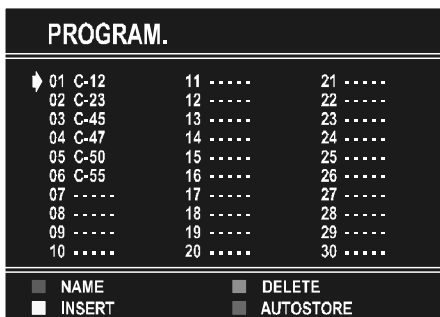 PROGRAM.
01 C-12 11 ----- 21 -----
02 C-23 12 ----- 22 -----
03 C-45 13 ----- 23 -----
04 C-47 14 ----- 24 -----
05 C-50 15 ----- 25 -----
06 C-55 16 ----- 26 -----
07 ----- 17 ----- 27 -----
08 ----- 18 ----- 28 -----
09 ----- 19 ----- 29 -----
10 ----- 20 ----- 30 -----
NAME DELETE
INSERT AUTOSTORE